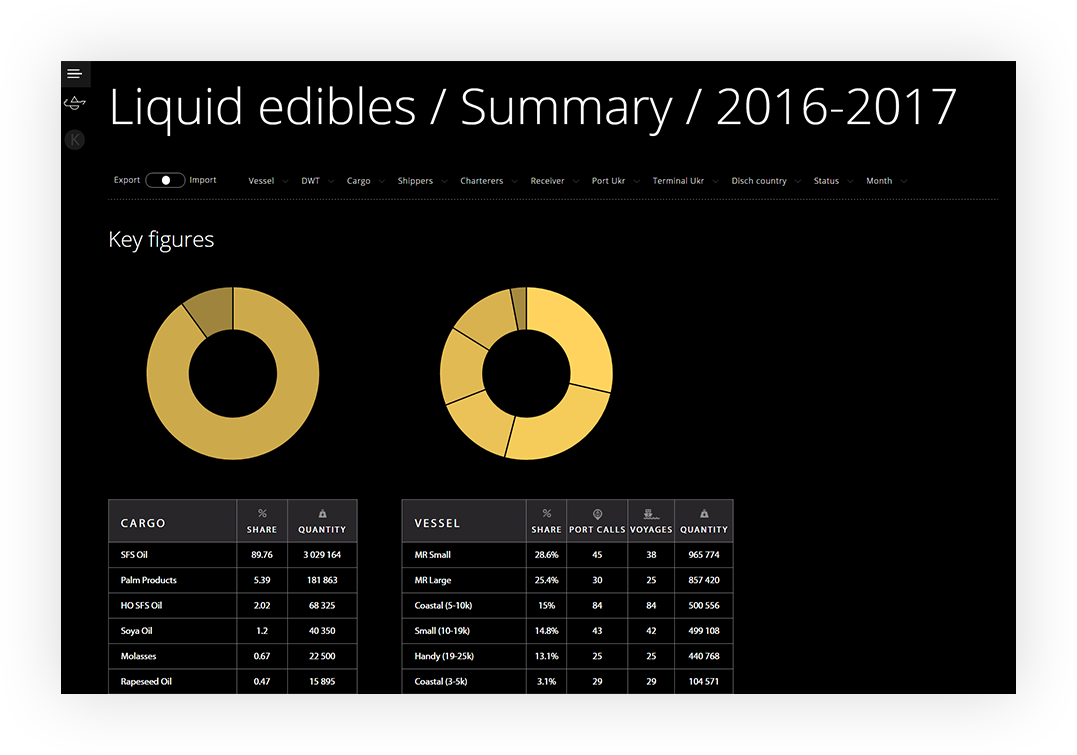 Liquid edibles / Summary / 2016-2017
K
Export Import Vessel DWT Cargo Shippers Charterers Receiver Port Ukr Terminal Ukr Disch country Status Month
Key figures
CARGO % SHARE QUANTITY
SFS Oil 89.76 3 029 164
Palm Products 5.39 181 863
HO SFS Oil 2.02 68 325
Soya Oil 1.2 40 350
Molasses 0.67 22 500
Rapeseed Oil 0.47 15 895
VESSEL % SHARE PORT CALLS VOYAGES QUANTITY
MR Small 28.6% 45 38 965 774
MR Large 25.4% 30 25 857 420
Coastal (5-10k) 15% 84 84 500 556
Small (10-19k) 14.8% 43 42 499 108
Handy (19-25k) 13.1% 25 25 440 768
Coastal (3-5k) 3.1% 29 29 104 571